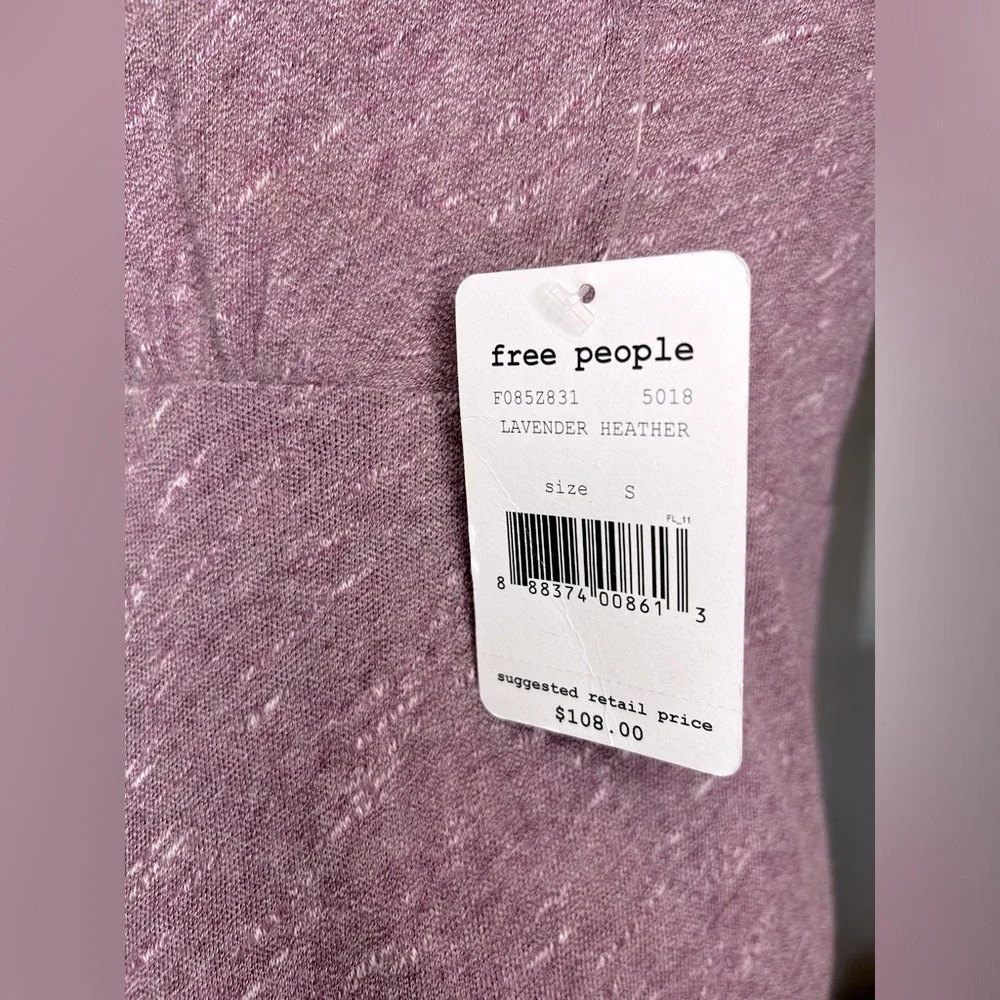 free people
F085Z831 5018
LAVENDER HEATHER
size S
FL_11
8 88374 00861 3
suggested retail price
$108.00